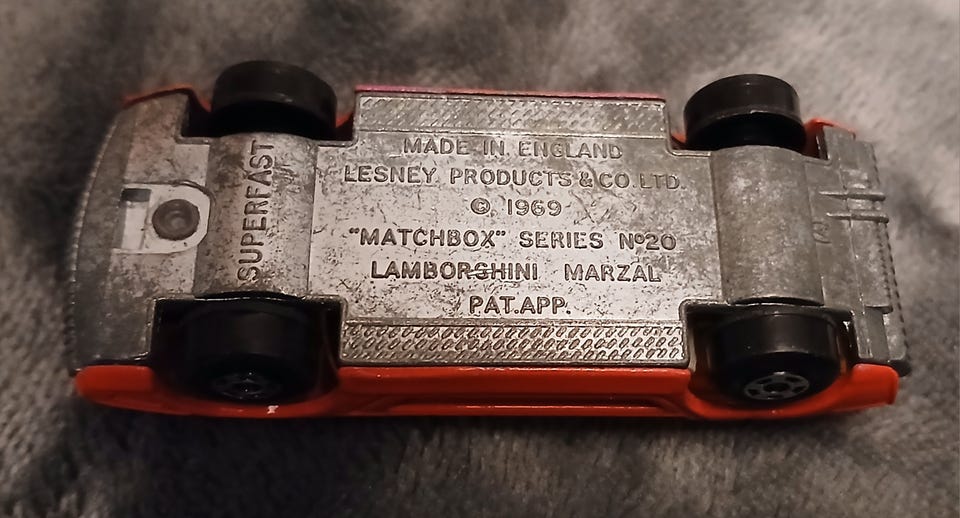 SUPERFAST
MADE IN ENGLAND
LESNEY PRODUCTS & CO. LTD.
© 1969
"MATCHBOX" SERIES Nº20
LAMBORGHINI MARZAL
PAT.APP.